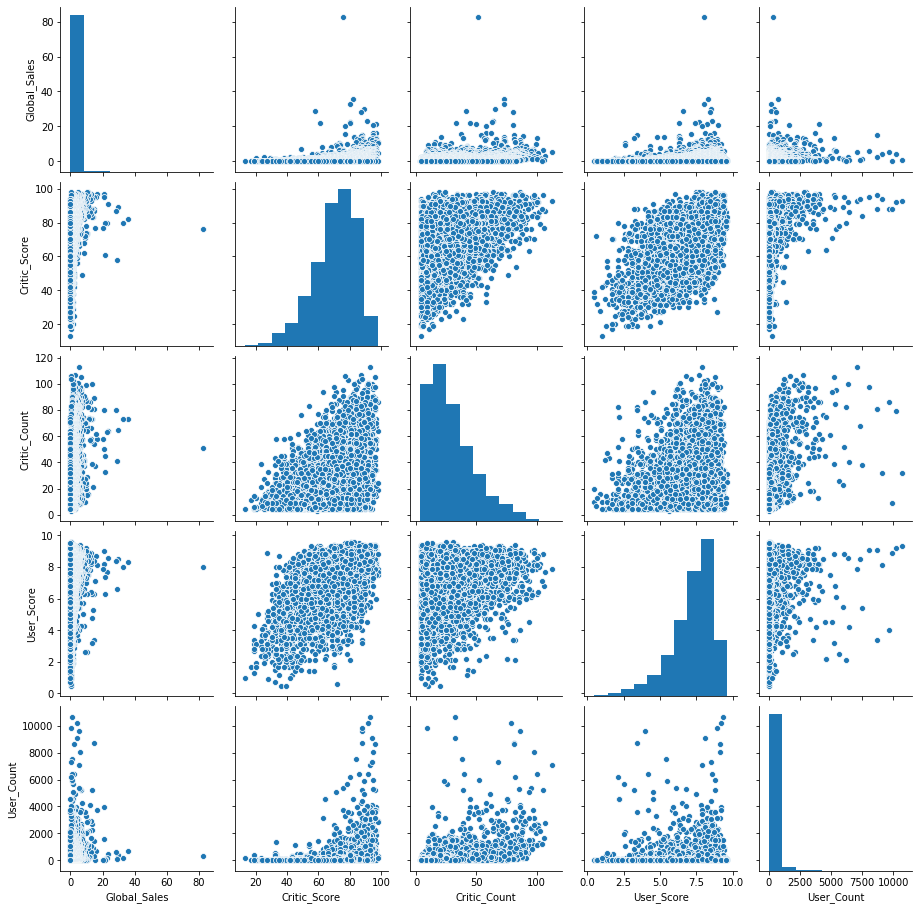 80
60
40
20
0
Global_Sales
100
80
60
40
20
Critic_Score
120
100
80
60
40
20
0
Critic_Count
10
8
6
4
2
0
User_Score
10000
8000
6000
4000
2000
0
User_Count
0 20 40 60 80
20 40 60 80 100
0 50 100
0.0 2.5 5.0 7.5 10.0
0 2500 5000 7500 10000
Global_Sales Critic_Score Critic_Count User_Score User_Count